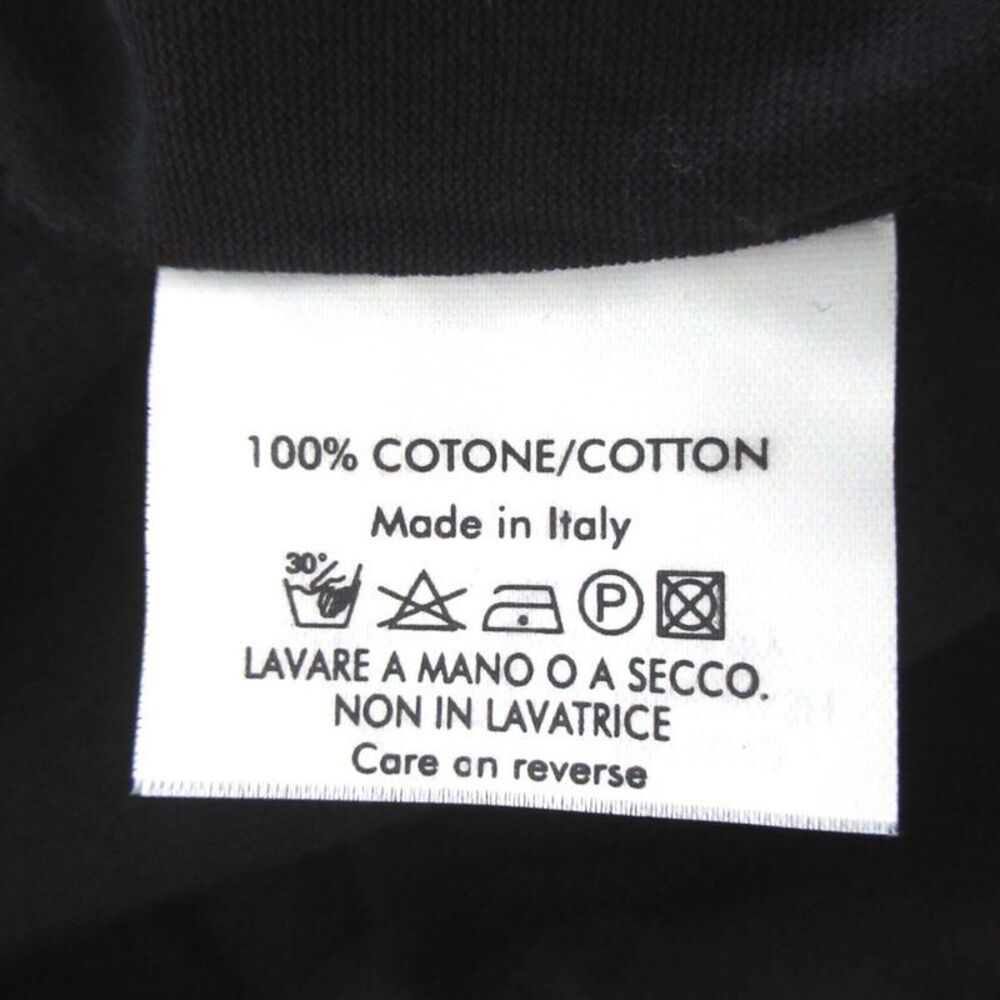 100% COTONE/COTTON
Made in Italy
30°
P
LAVARE A MANO O A SECCO.
NON IN LAVATRICE
Care on reverse